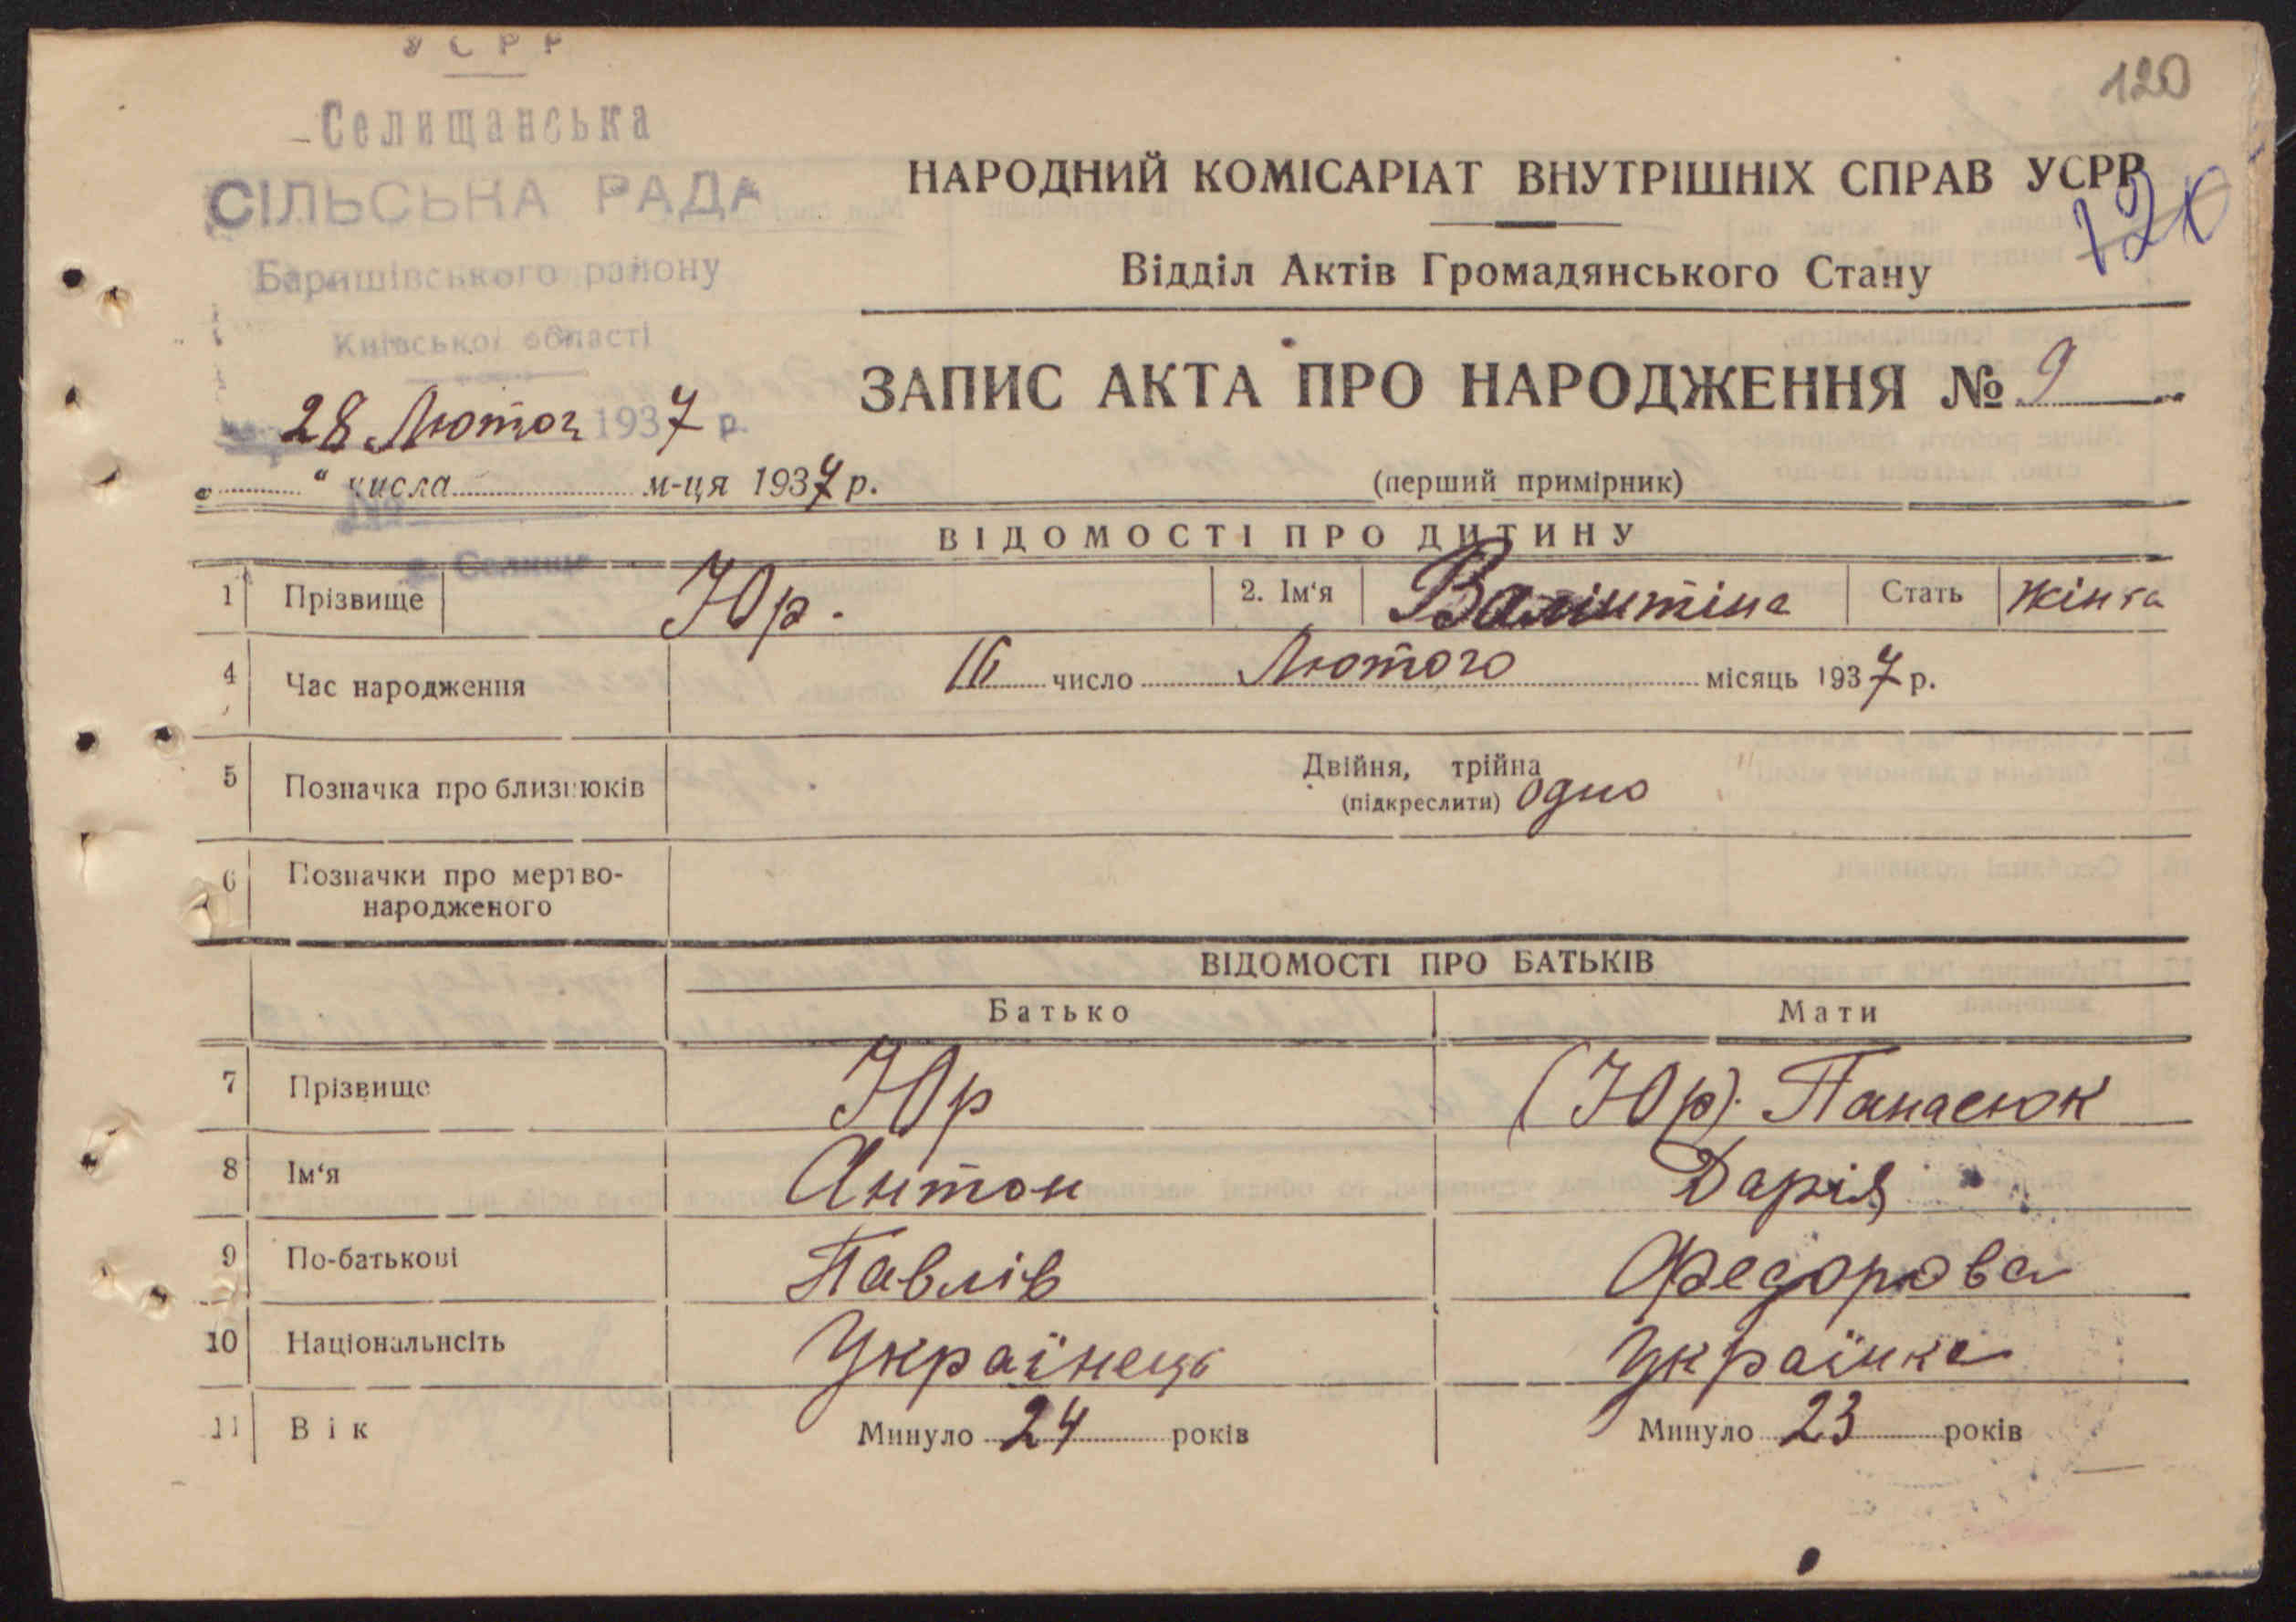 УСРР
Селищанська
СІЛЬСЬКА РАДА
Баришівського району
Київської області
28 Лютог 1937 р.
" числа м-ця 1937 р.
с. Селище
120
120
НАРОДНИЙ КОМІСАРІАТ ВНУТРІШНІХ СПРАВ УСРР
Відділ Актів Громадянського Стану
ЗАПИС АКТА ПРО НАРОДЖЕННЯ № 9
(перший примірник)
ВІДОМОСТІ ПРО ДИТИНУ
1 Прізвище Юр. 2. Ім'я Валінтіна Стать Жінка
4 Час народження 16 число Лютого місяць 1937 р.
5 Позначка про близнюків Двійня, трійна
(підкреслити) одно
6 Позначки про мертво-
народженого
ВІДОМОСТІ ПРО БАТЬКІВ
Батько Мати
7 Прізвище Юр (Юр). Панасюк
8 Ім'я Антон Дарія
9 По-батькові Павлів Федорова
10 Національнсіть Українець Українка
11 Вік Минуло 24 років Минуло 23 років